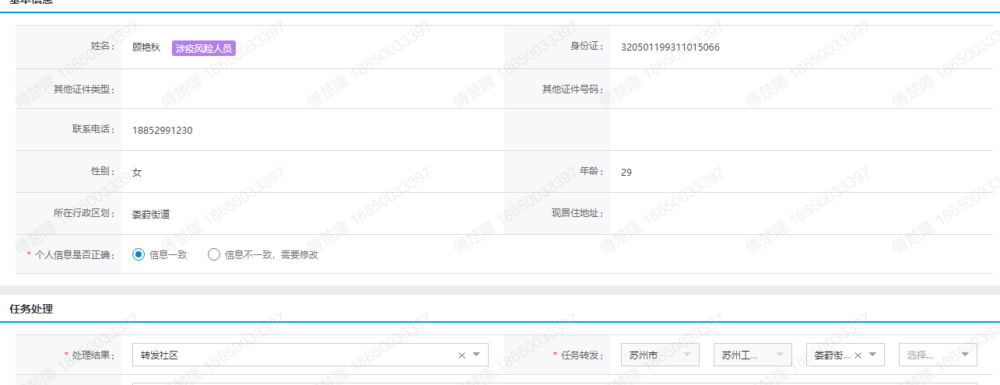 基本信息
姓名： 顾艳秋 涉疫风险人员 身份证： 320501199311015066
其他证件类型： 其他证件号码：
联系电话： 18852991230
性别： 女 年龄： 29
所在行政区划： 娄葑街道 现居住地址：
* 个人信息是否正确： 信息一致 信息不一致，需要修改
任务处理
* 处理结果： 转发社区 * 任务转发： 苏州市 苏州工... 娄葑街... 选择...
傅楚隆 18650033397